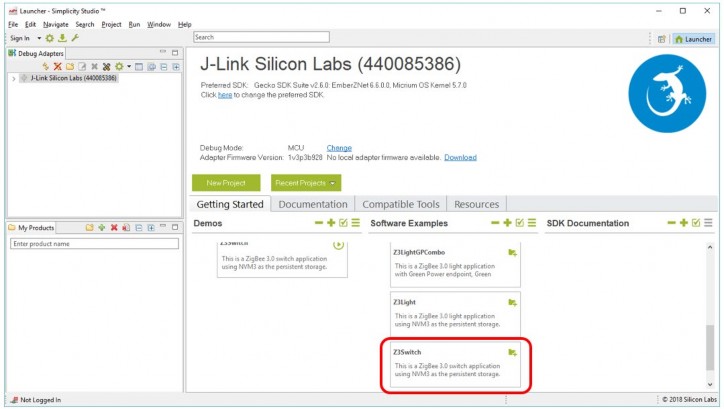 Launcher - Simplicity Studio ™
File Edit Navigate Search Project Run Window Help
Sign In
Search
Launcher
Debug Adapters
J-Link Silicon Labs (440085386)
J-Link Silicon Labs (440085386)
Preferred SDK: Gecko SDK Suite v2.6.0: EmberZNet 6.6.0.0, Micrium OS Kernel 5.7.0
Click here to change the preferred SDK.
Debug Mode: MCU Change
Adapter Firmware Version: 1v3p3b928 No local adapter firmware available. Download
New Project
Recent Projects
Getting Started
Documentation
Compatible Tools
Resources
My Products
Enter product name
Demos
Z3Switch
This is a ZigBee 3.0 switch application
using NVM3 as the persistent storage.
Software Examples
Z3LightGPCombo
This is a ZigBee 3.0 light application
with Green Power endpoint, Green
Z3Light
This is a ZigBee 3.0 light application
using NVM3 as the persistent storage.
Z3Switch
This is a ZigBee 3.0 switch application
using NVM3 as the persistent storage.
SDK Documentation
Not Logged In
© 2018 Silicon Labs